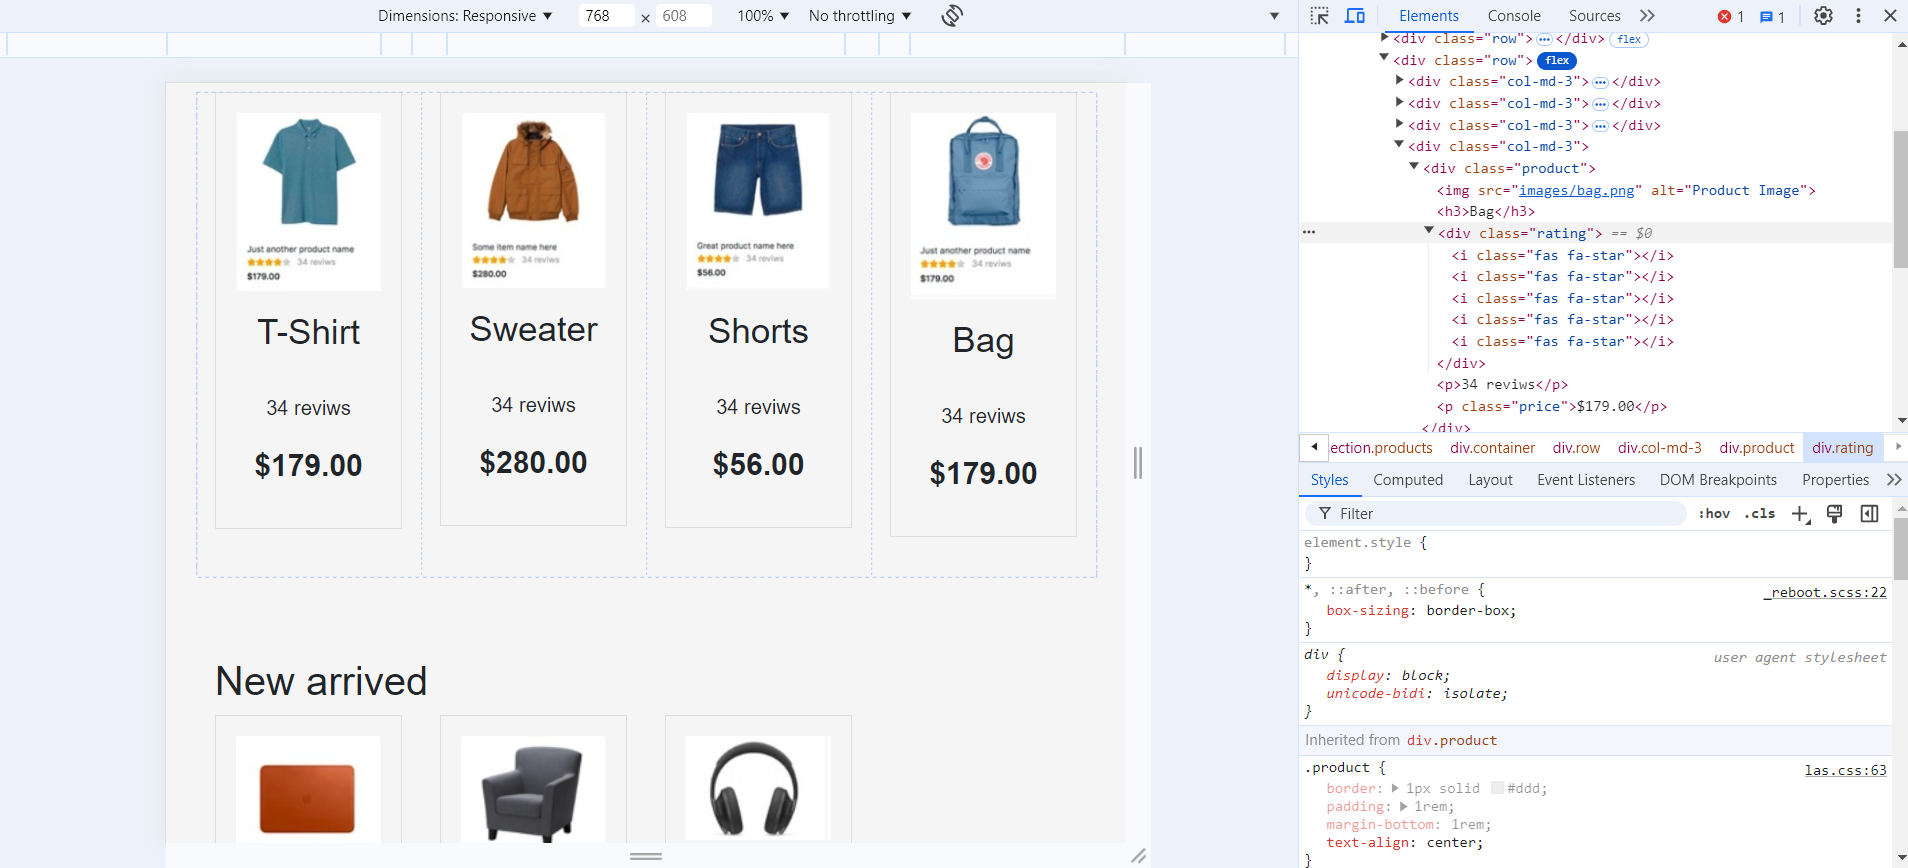 Dimensions: Responsive ▼ 768 × 608 100% ▼ No throttling ▼
Elements Console Sources 1 1
<div class="row"> </div> flex
<div class="row"> flex
<div class="col-md-3"> </div>
<div class="col-md-3"> </div>
<div class="col-md-3"> </div>
<div class="col-md-3">
<div class="product">
<img src="images/bag.png" alt="Product Image">
<h3>Bag</h3>
<div class="rating"> == $0
<i class="fas fa-star"></i>
<i class="fas fa-star"></i>
<i class="fas fa-star"></i>
<i class="fas fa-star"></i>
<i class="fas fa-star"></i>
</div>
<p>34 reviws</p>
<p class="price">$179.00</p>
</div>
ection.products div.container div.row div.col-md-3 div.product div.rating
Styles Computed Layout Event Listeners DOM Breakpoints Properties
Filter :hov .cls
element.style {
}
*, ::after, ::before { _reboot.scss:22
box-sizing: border-box;
}
div { user agent stylesheet
display: block;
unicode-bidi: isolate;
}
Inherited from div.product
.product { las.css:63
border: 1px solid #ddd;
padding: 1rem;
margin-bottom: 1rem;
text-align: center;
}
Just another product name
34 reviws
$179.00
T-Shirt
34 reviws
$179.00
Some item name here
34 reviws
$280.00
Sweater
34 reviws
$280.00
Great product name here
34 reviws
$56.00
Shorts
34 reviws
$56.00
Just another product name
34 reviws
$179.00
Bag
34 reviws
$179.00
New arrived